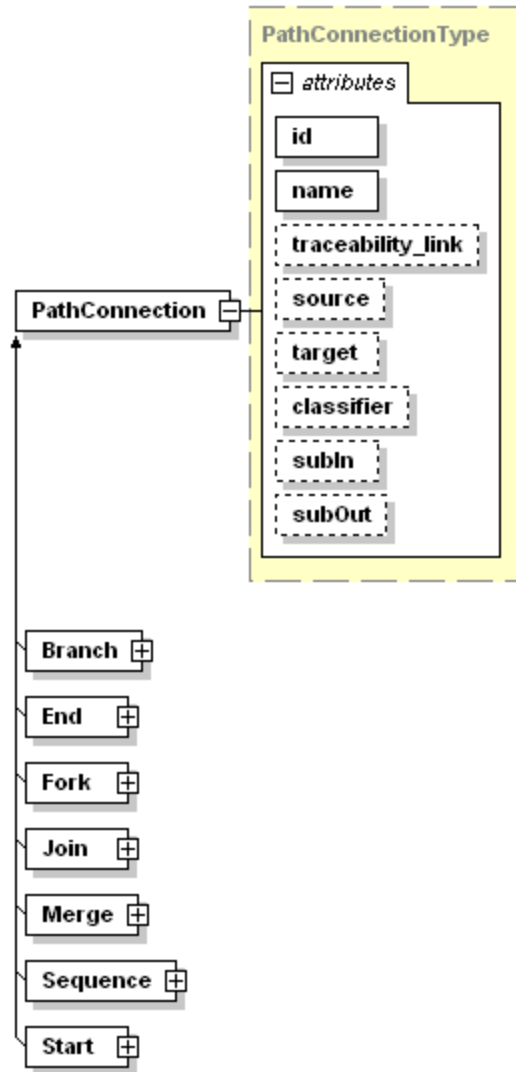 PathConnectionType
attributes
id
name
traceability_link
source
PathConnection
target
classifier
subIn
subOut
Branch
End
Fork
Join
Merge
Sequence
Start